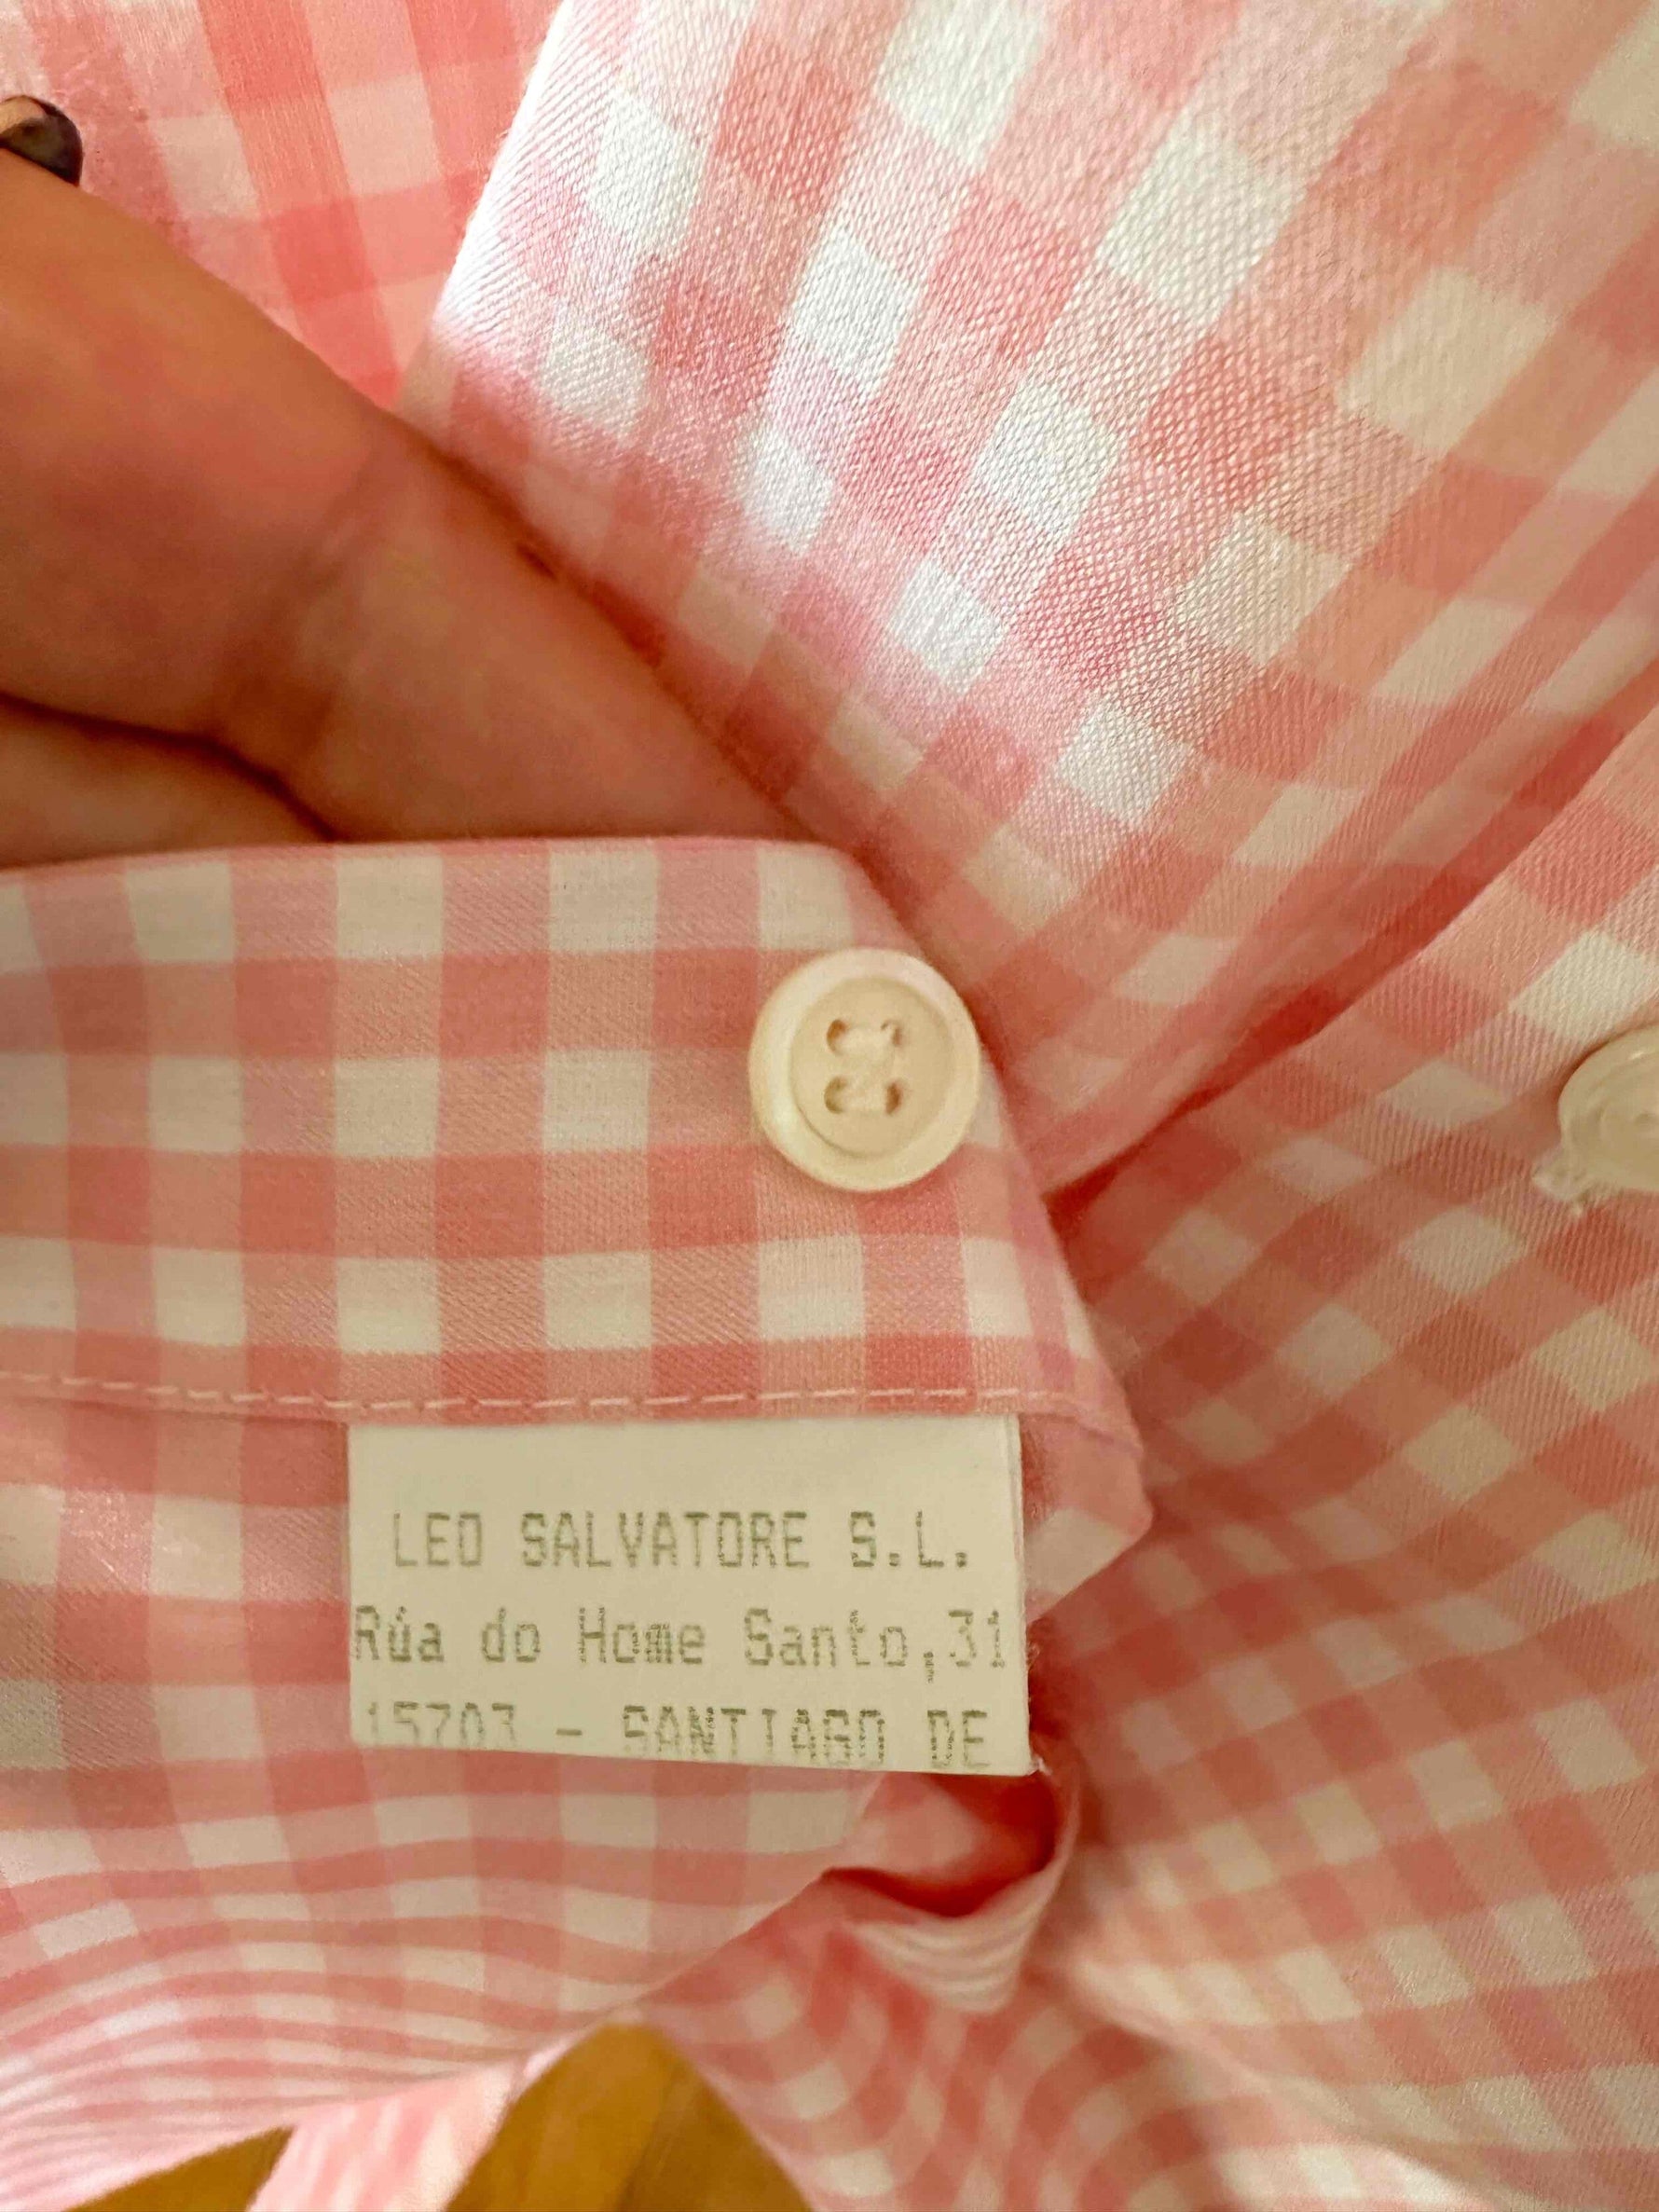 LEO SALVATORE S.L.
Rúa do Home Santo,31
15703 - SANTIAGO DE